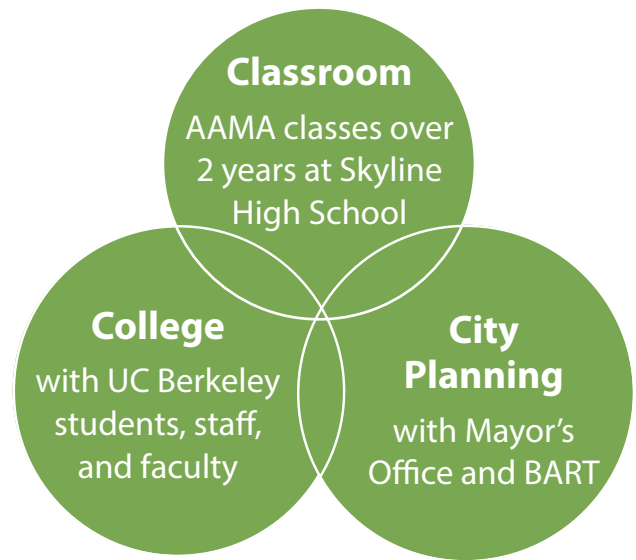 Classroom
AAMA classes over
2 years at Skyline
High School
College
with UC Berkeley
students, staff,
and faculty
City
Planning
with Mayor’s
Office and BART